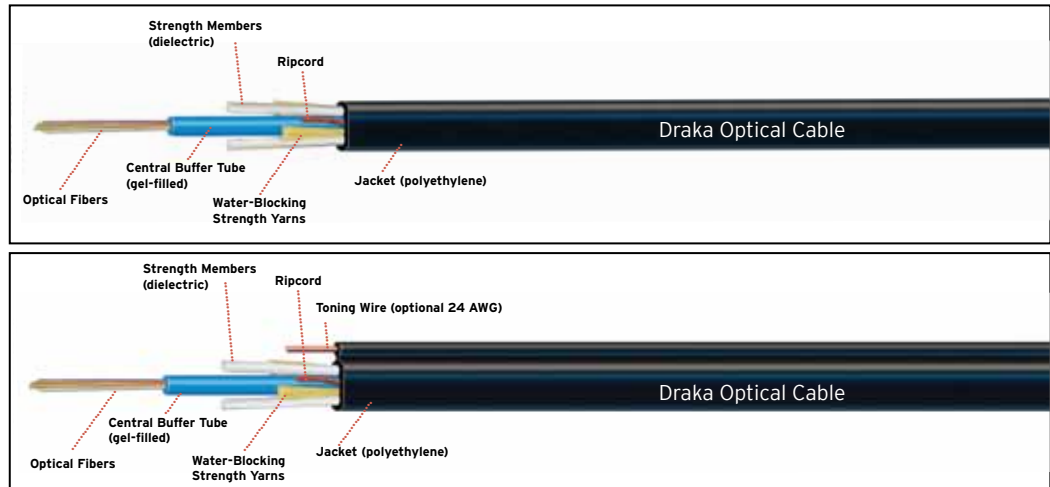 Strength Members
(dielectric)
Ripcord
Draka Optical Cable
Central Buffer Tube
(gel-filled)
Jacket (polyethylene)
Optical Fibers
Water-Blocking
Strength Yarns
Strength Members
(dielectric)
Ripcord
Toning Wire (optional 24 AWG)
Draka Optical Cable
Central Buffer Tube
(gel-filled)
Jacket (polyethylene)
Optical Fibers
Water-Blocking
Strength Yarns